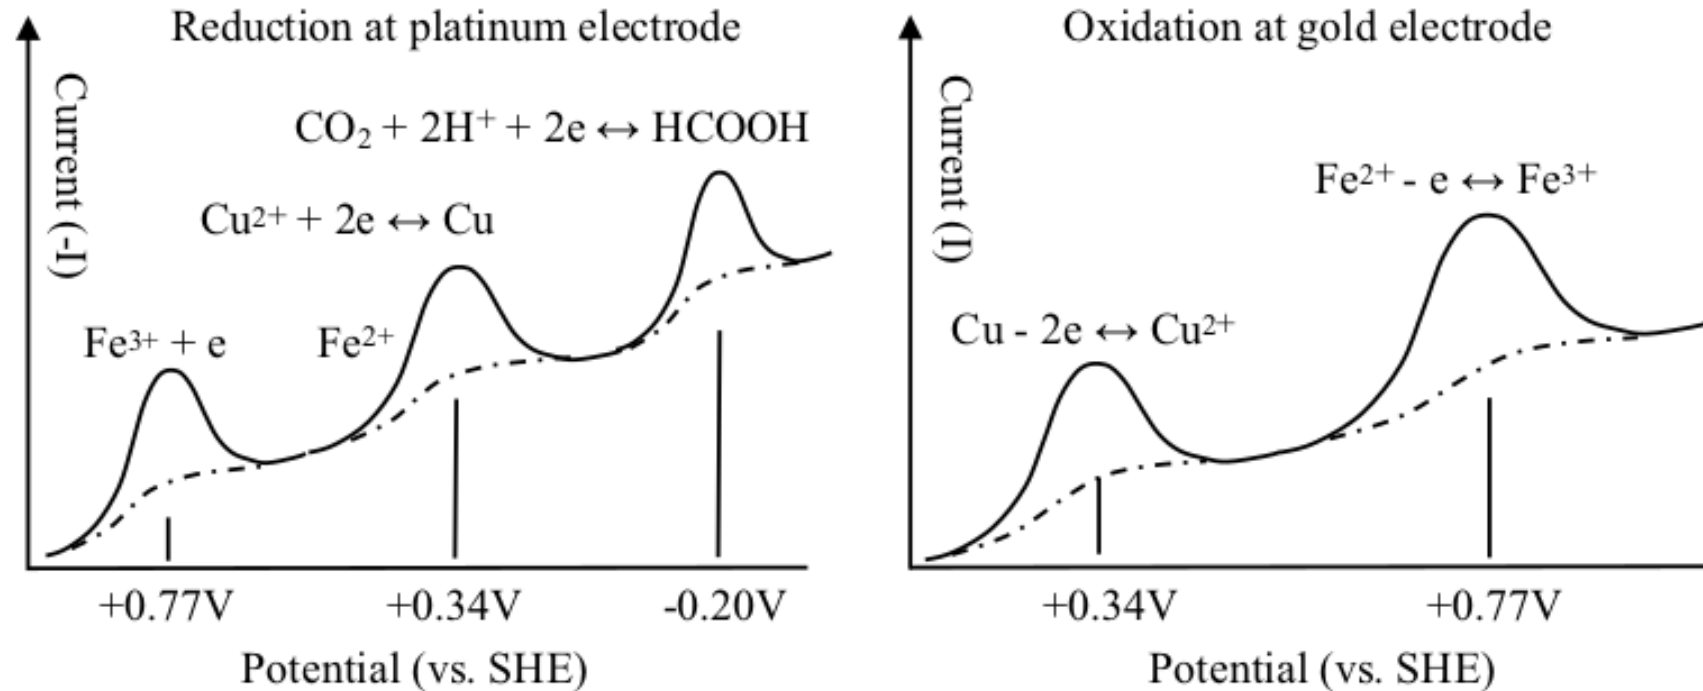 Reduction at platinum electrode
Current (-I)
CO₂ + 2H⁺ + 2e ↔ HCOOH
Cu²⁺ + 2e ↔ Cu
Fe³⁺ + e
Fe²⁺
+0.77V
+0.34V
-0.20V
Potential (vs. SHE)
Oxidation at gold electrode
Current (I)
Fe²⁺ - e ↔ Fe³⁺
Cu - 2e ↔ Cu²⁺
+0.34V
+0.77V
Potential (vs. SHE)